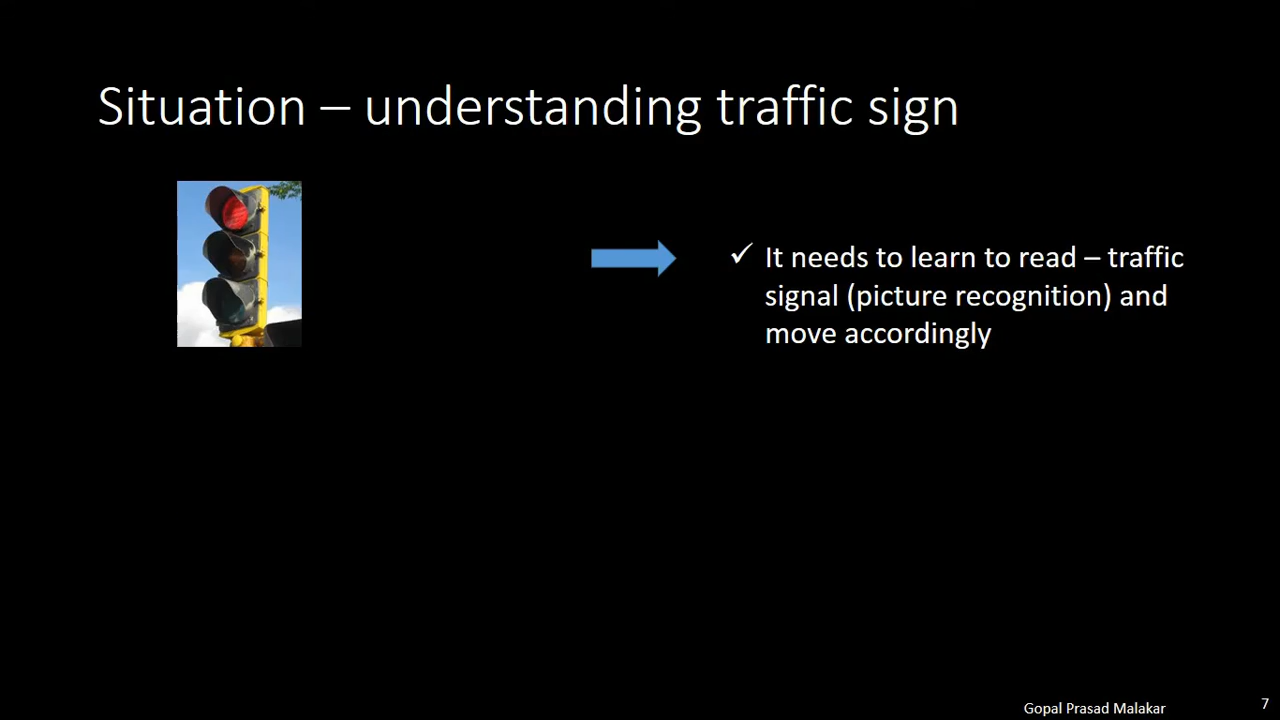 Situation – understanding traffic sign
✓ It needs to learn to read – traffic
signal (picture recognition) and
move accordingly
Gopal Prasad Malakar
7